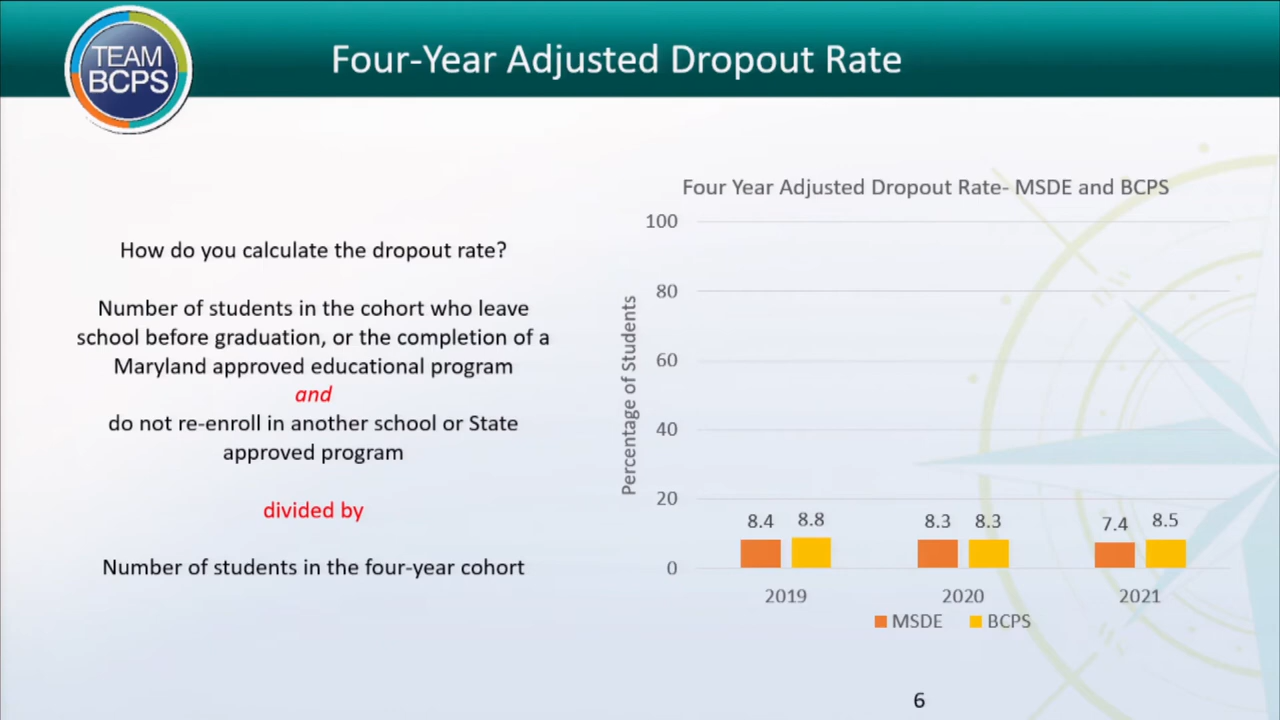 TEAM
BCPS
Four-Year Adjusted Dropout Rate
How do you calculate the dropout rate?
Number of students in the cohort who leave
school before graduation, or the completion of a
Maryland approved educational program
and
do not re-enroll in another school or State
approved program
divided by
Number of students in the four-year cohort
Four Year Adjusted Dropout Rate- MSDE and BCPS
Percentage of Students
100
80
60
40
20
0
8.4 8.8 8.3 8.3 7.4 8.5
2019 2020 2021
MSDE BCPS
6